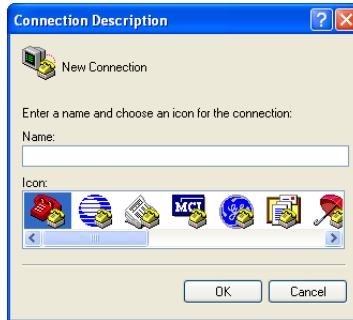 Connection Description
New Connection
Enter a name and choose an icon for the connection:
Name:
Icon:
MCI
OK Cancel